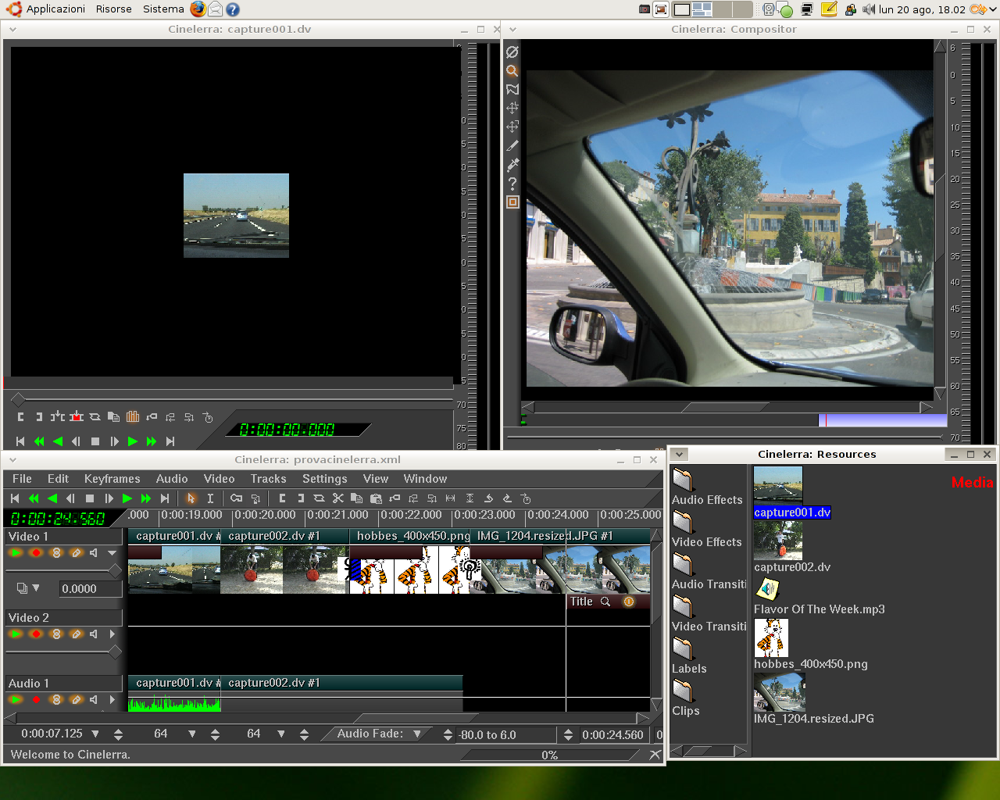 Applicazioni Risorse Sistema lun 20 ago, 18.02
Cinelerra: capture001.dv
0:00:00.000
70
75
80
Cinelerra: Compositor
6
0
5
10
15
20
25
30
35
40
45
50
55
60
65
70
Cinelerra: provacinelerra.xml
File Edit Keyframes Audio Video Tracks Settings View Window
0:00:24.560 .000 0:00:19.000 0:00:20.000 0:00:21.000 0:00:22.000 0:00:23.000 0:00:24.000 0:00:25.000
Video 1 capture001.dv # capture002.dv #1 hobbes_400x450.png IMG_1204.resized.JPG #1
0.0000
Title
Video 2
Audio 1 capture001.dv # capture002.dv #1
0:00:07.125 64 64 Audio Fade: -80.0 to 6.0 0:00:24.560 0
Welcome to Cinelerra. 0%
Cinelerra: Resources
Audio Effects
Video Effects
Audio Transiti
Video Transiti
Labels
Clips
Media
capture001.dv
capture002.dv
Flavor Of The Week.mp3
hobbes_400x450.png
IMG_1204.resized.JPG